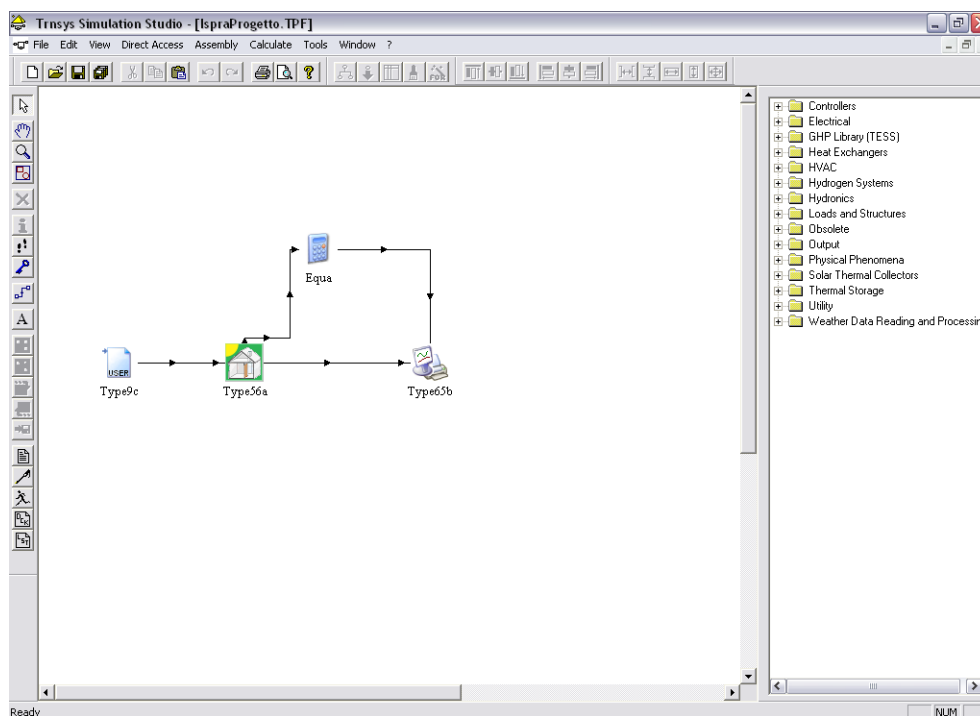 Trnsys Simulation Studio - [IspraProgetto.TPF]
File Edit View Direct Access Assembly Calculate Tools Window ?
Controllers
Electrical
GHP Library (TESS)
Heat Exchangers
HVAC
Hydrogen Systems
Hydronics
Loads and Structures
Obsolete
Output
Physical Phenomena
Solar Thermal Collectors
Thermal Storage
Utility
Weather Data Reading and Processin
Equa
USER
Type9c
Type56a
Type65b
A
Ready
NUM